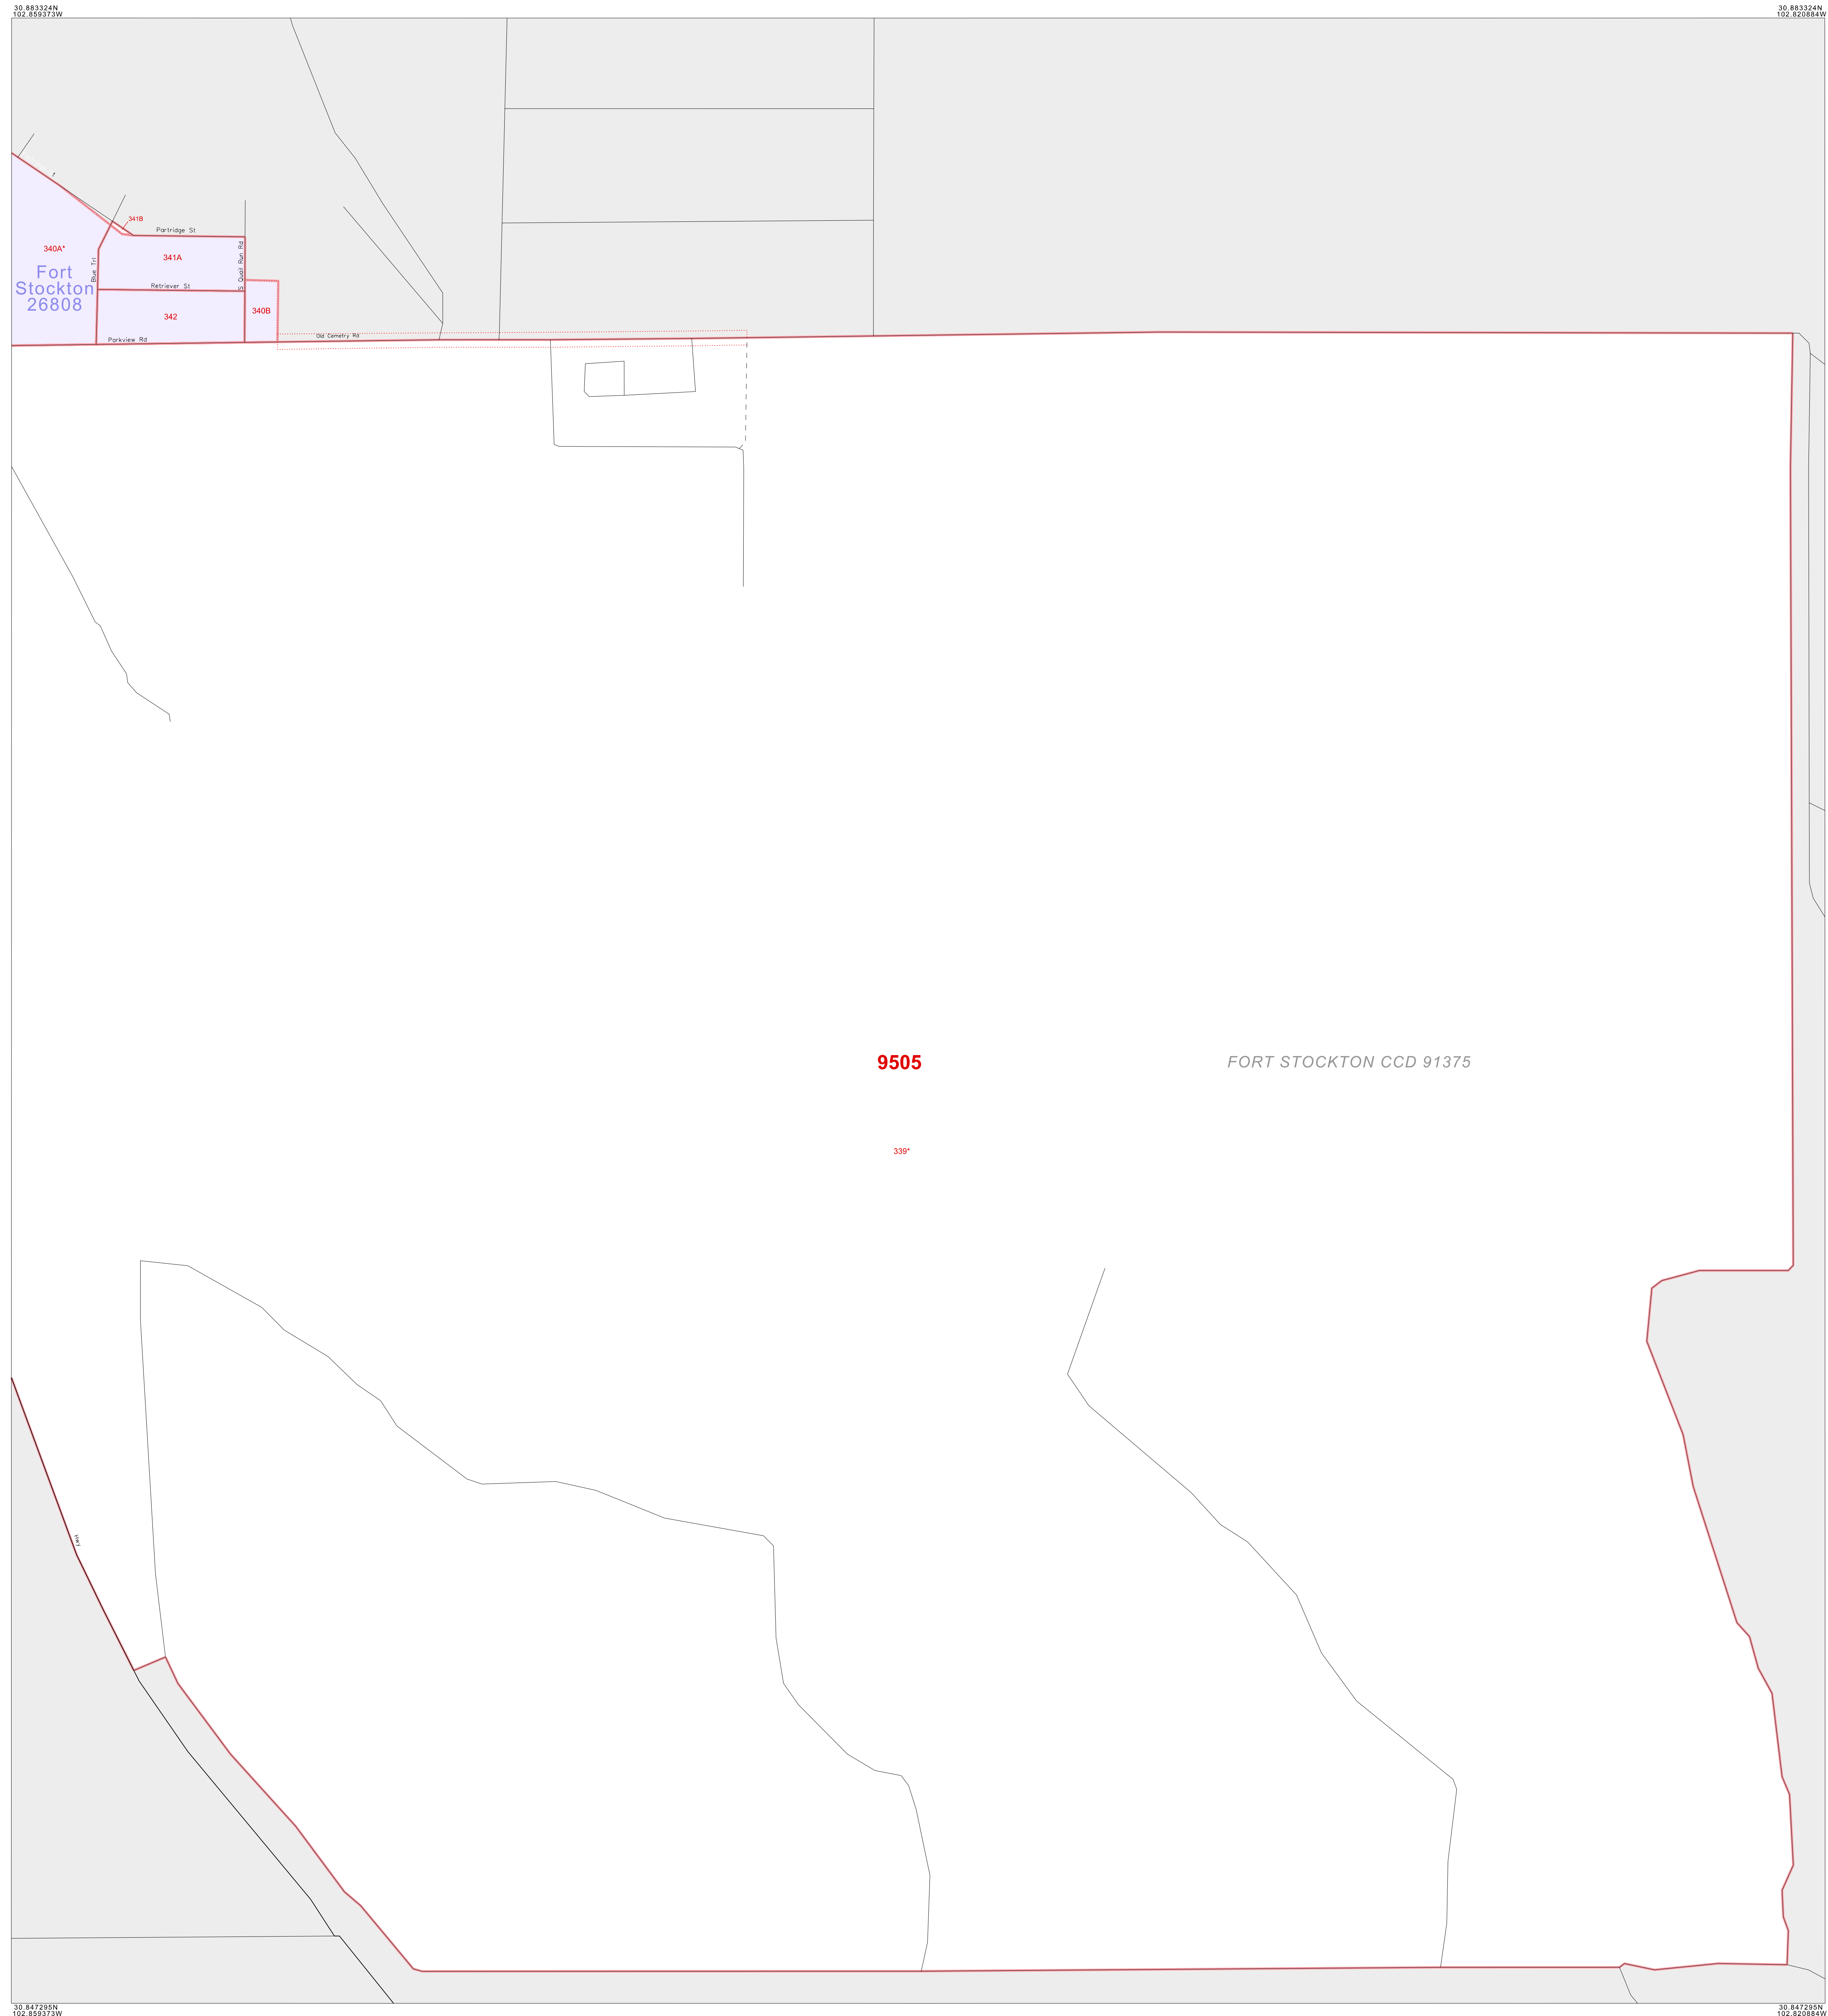 30.883324N
102.859373W
30.883324N
102.820884W
341B
Partridge St
340A*
341A
S Quail Run Rd
Blue Trl
Fort
Stockton
26808
Retriever St
340B
342
Parkview Rd
Old Cemetry Rd
9505
FORT STOCKTON CCD 91375
339*
Hwy
30.847295N
102.859373W
30.847295N
102.820884W